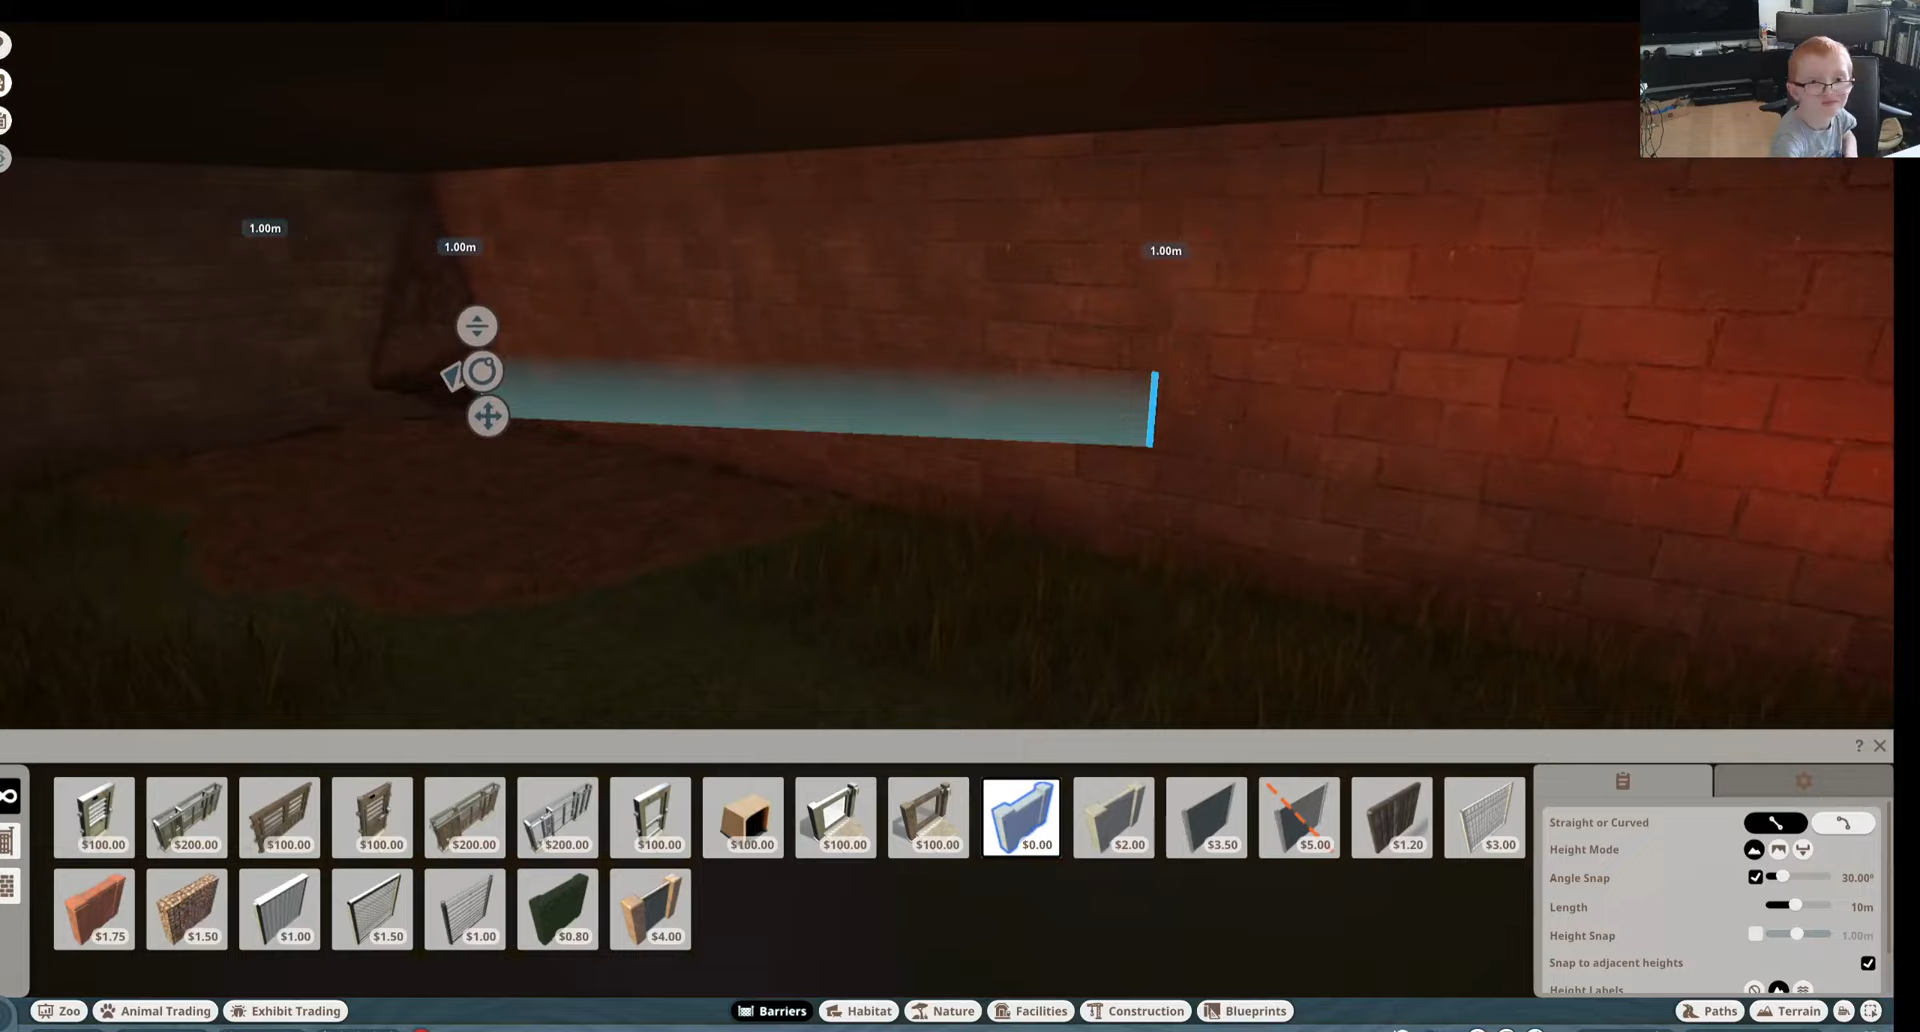 1.00m
1.00m
1.00m
?
$100.00 $200.00 $100.00 $100.00 $200.00 $200.00 $100.00 $100.00 $100.00 $100.00 $0.00 $2.00 $3.50 $5.00 $1.20 $3.00
$1.75 $1.50 $1.00 $1.50 $1.00 $0.80 $4.00
Straight or Curved
Height Mode
Angle Snap 30.00°
Length 10m
Height Snap 1.00m
Snap to adjacent heights
Height Labels
Zoo Animal Trading Exhibit Trading Barriers Habitat Nature Facilities Construction Blueprints Paths Terrain